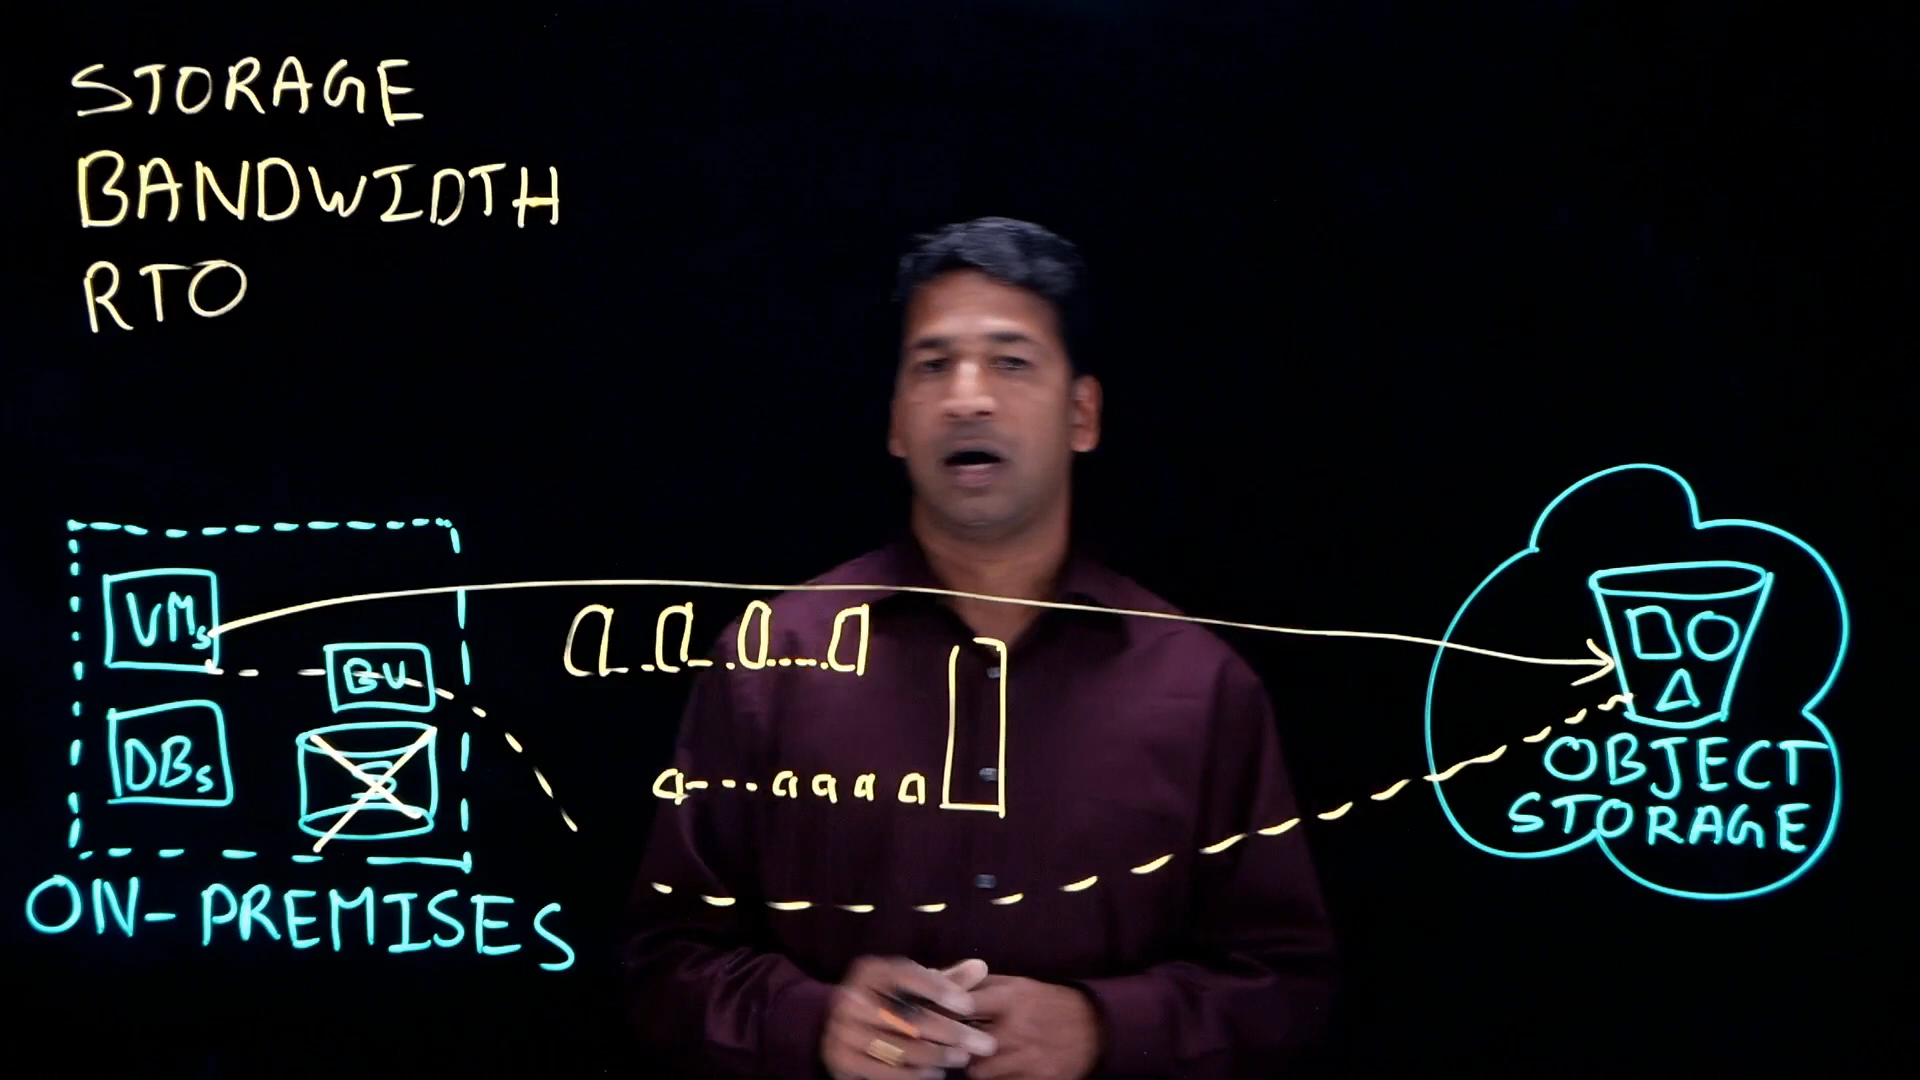 STORAGE
BANDWIDTH
RTO
VMs
BU
DBs
ON-PREMISES
OBJECT
STORAGE